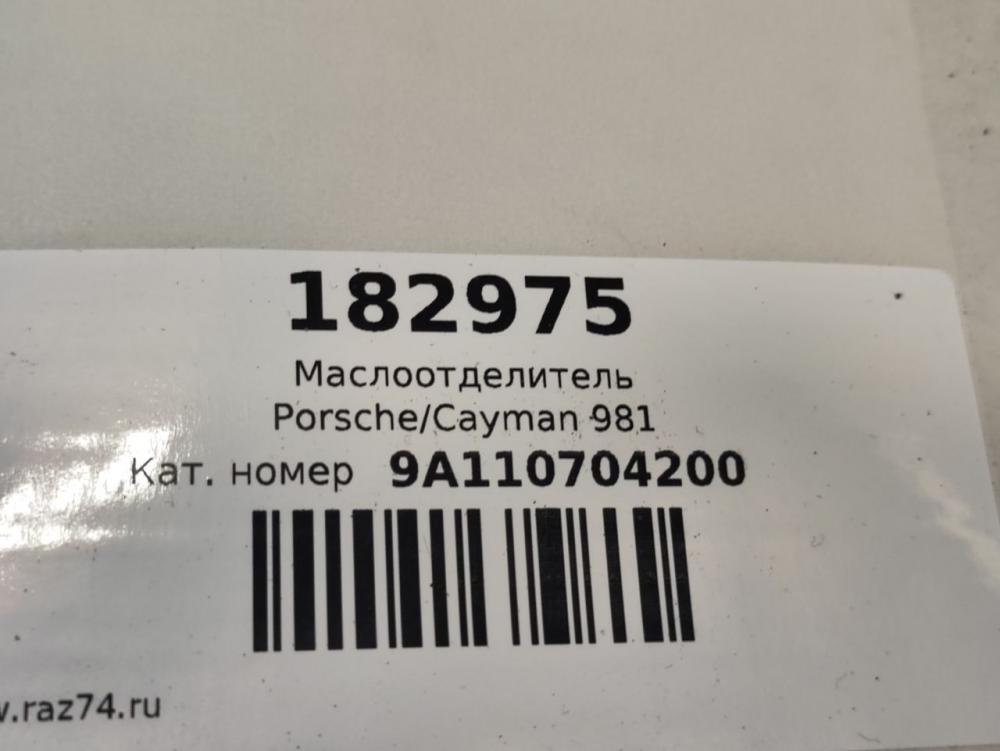 182975
Маслоотделитель
Porsche/Cayman 981
Кат. номер 9A110704200
w.raz74.ru